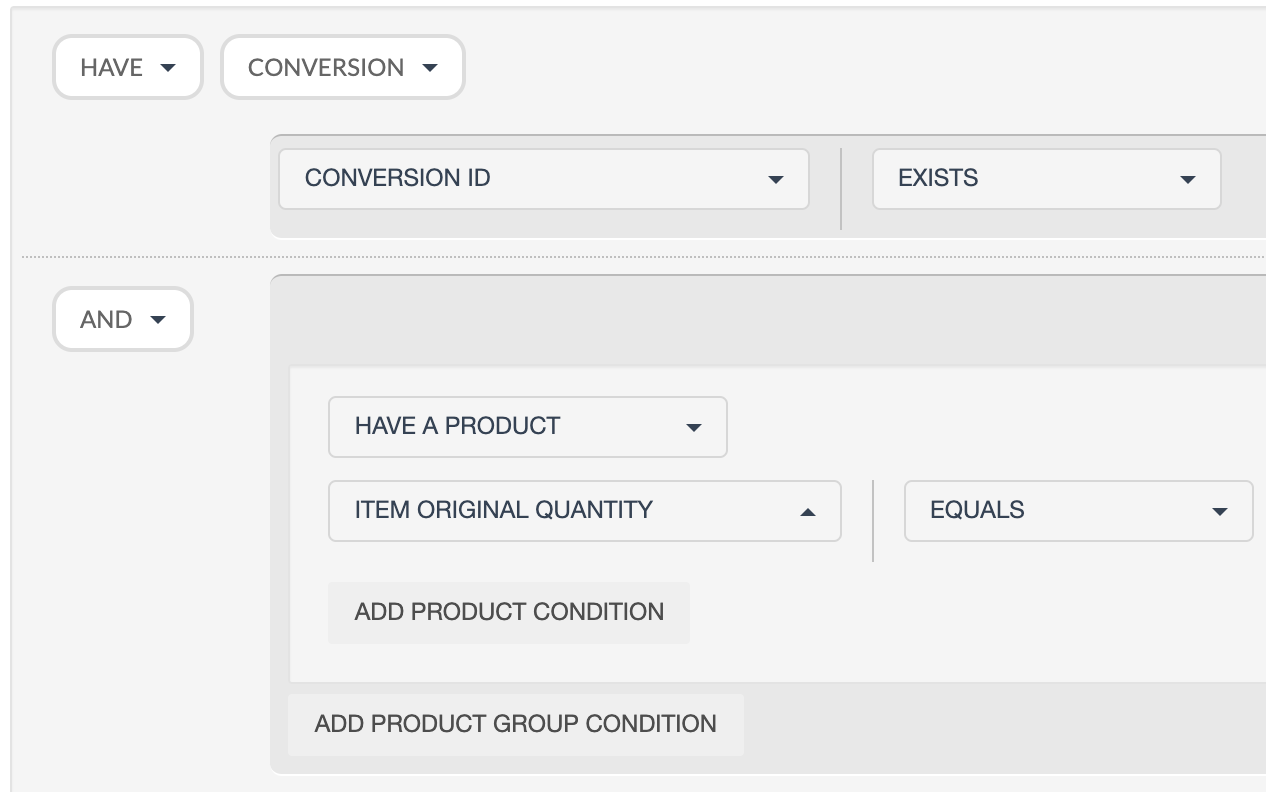 HAVE CONVERSION
CONVERSION ID EXISTS
AND
HAVE A PRODUCT
ITEM ORIGINAL QUANTITY EQUALS
ADD PRODUCT CONDITION
ADD PRODUCT GROUP CONDITION